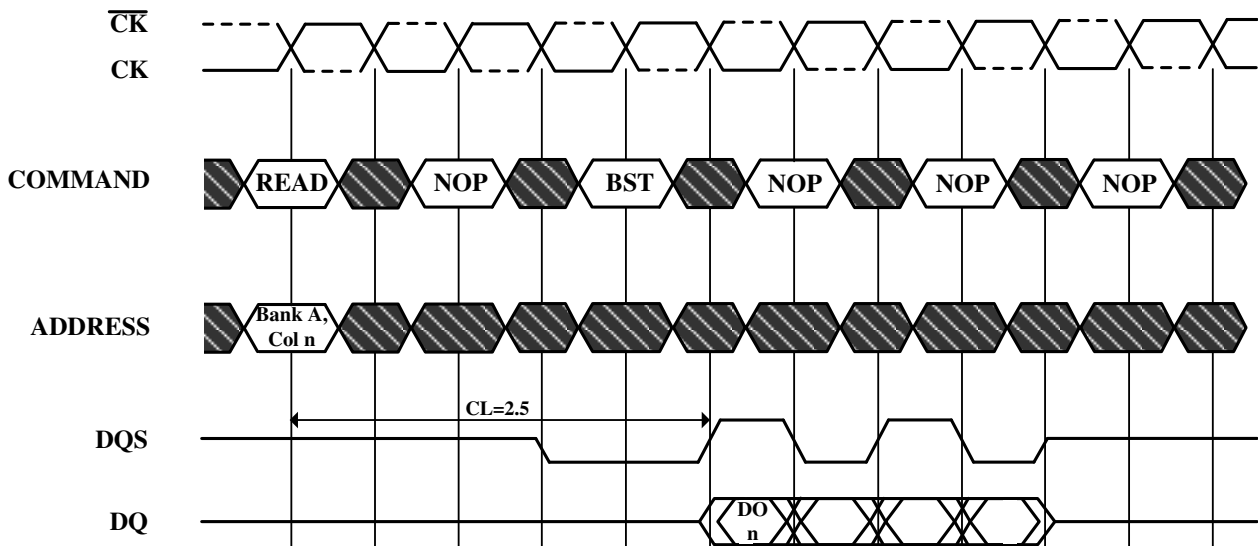 CK
CK
COMMAND READ NOP BST NOP NOP NOP
ADDRESS Bank A,
Col n
CL=2.5
DQS
DQ DO
n